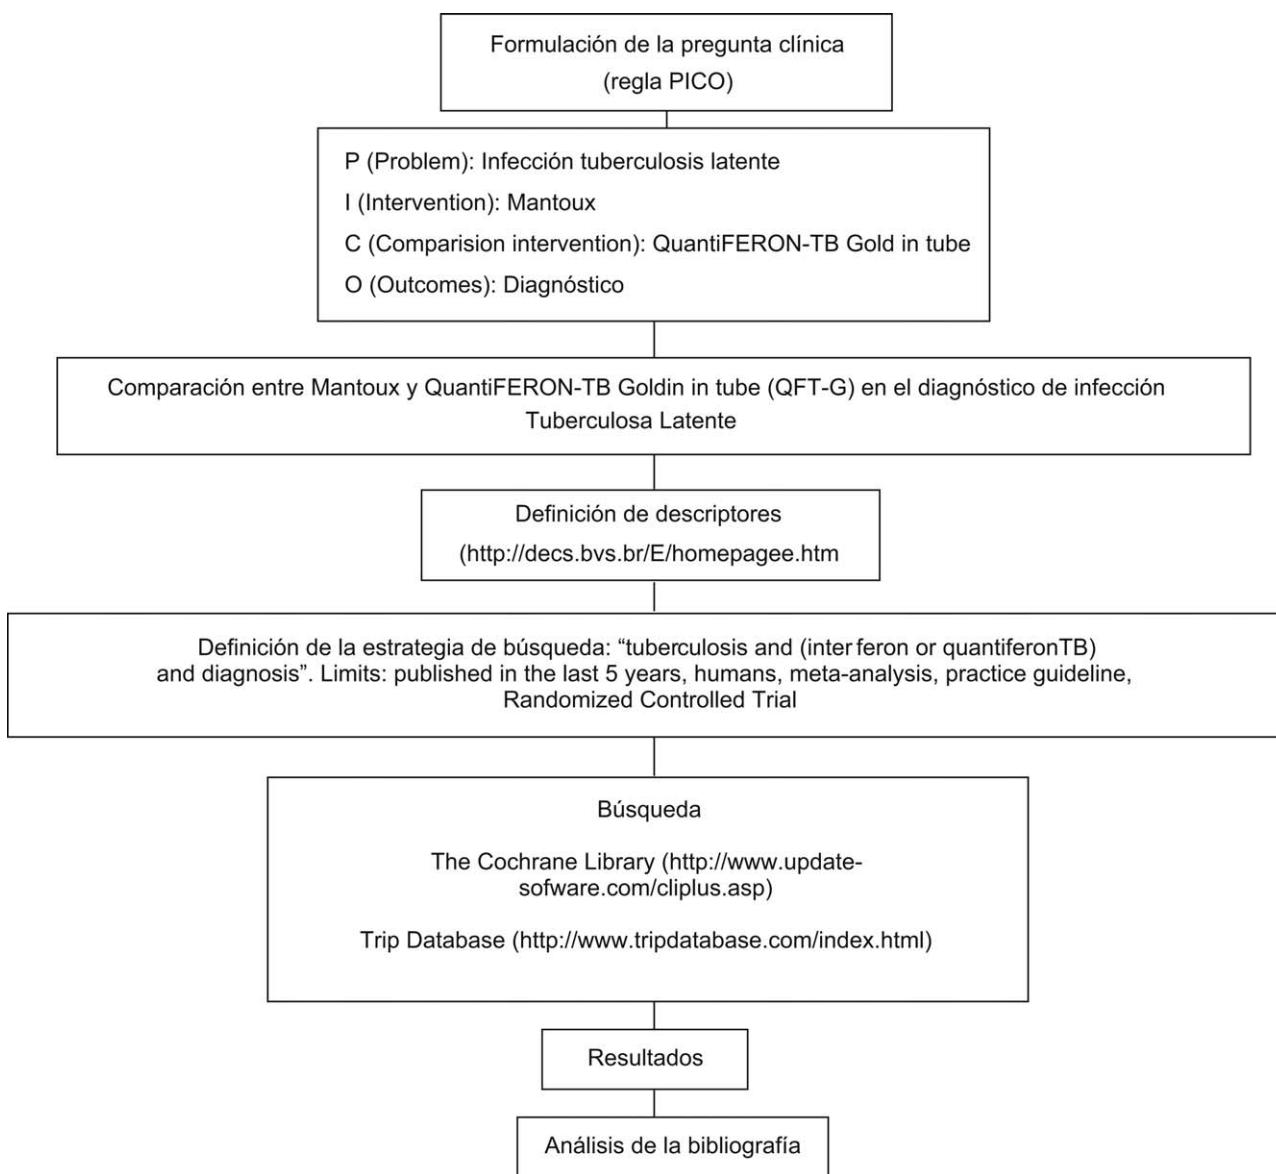 Formulación de la pregunta clínica
(regla PICO)
P (Problem): Infección tuberculosis latente
I (Intervention): Mantoux
C (Comparision intervention): QuantiFERON-TB Gold in tube
O (Outcomes): Diagnóstico
Comparación entre Mantoux y QuantiFERON-TB Goldin in tube (QFT-G) en el diagnóstico de infección
Tuberculosa Latente
Definición de descriptores
(http://decs.bvs.br/E/homepagee.htm
Definición de la estrategia de búsqueda: “tuberculosis and (inter feron or quantiferonTB)
and diagnosis”. Limits: published in the last 5 years, humans, meta-analysis, practice guideline,
Randomized Controlled Trial
Búsqueda
The Cochrane Library (http://www.update-
sofware.com/cliplus.asp)
Trip Database (http://www.tripdatabase.com/index.html)
Resultados
Análisis de la bibliografía